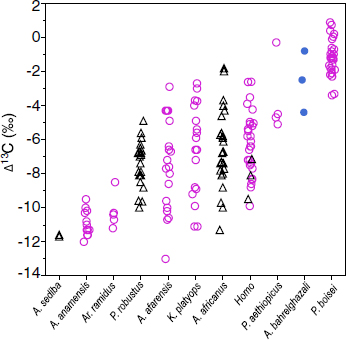 2
0
-2
-4
-6
-8
-10
-12
-14
Δ¹³C (‰)
A. sediba
A. anamensis
Ar. ramidus
P. robustus
A. afarensis
K. platyops
A. africanus
Homo
P. aethiopicus
A. bahrelghazali
P. boisei